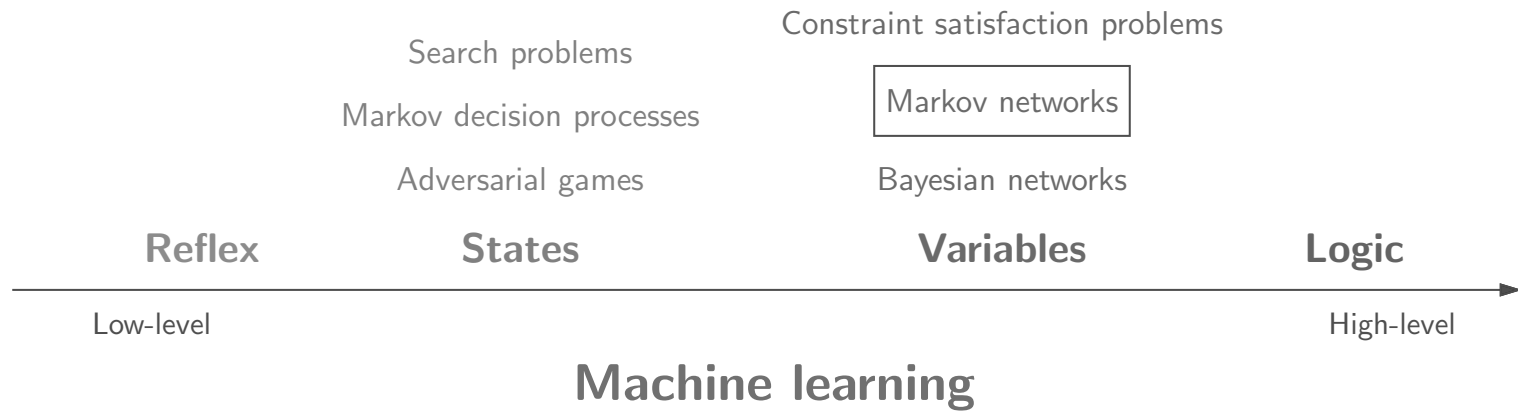 Constraint satisfaction problems
Search problems
Markov networks
Markov decision processes
Adversarial games
Bayesian networks
Reflex
States
Variables
Logic
Low-level
High-level
Machine learning